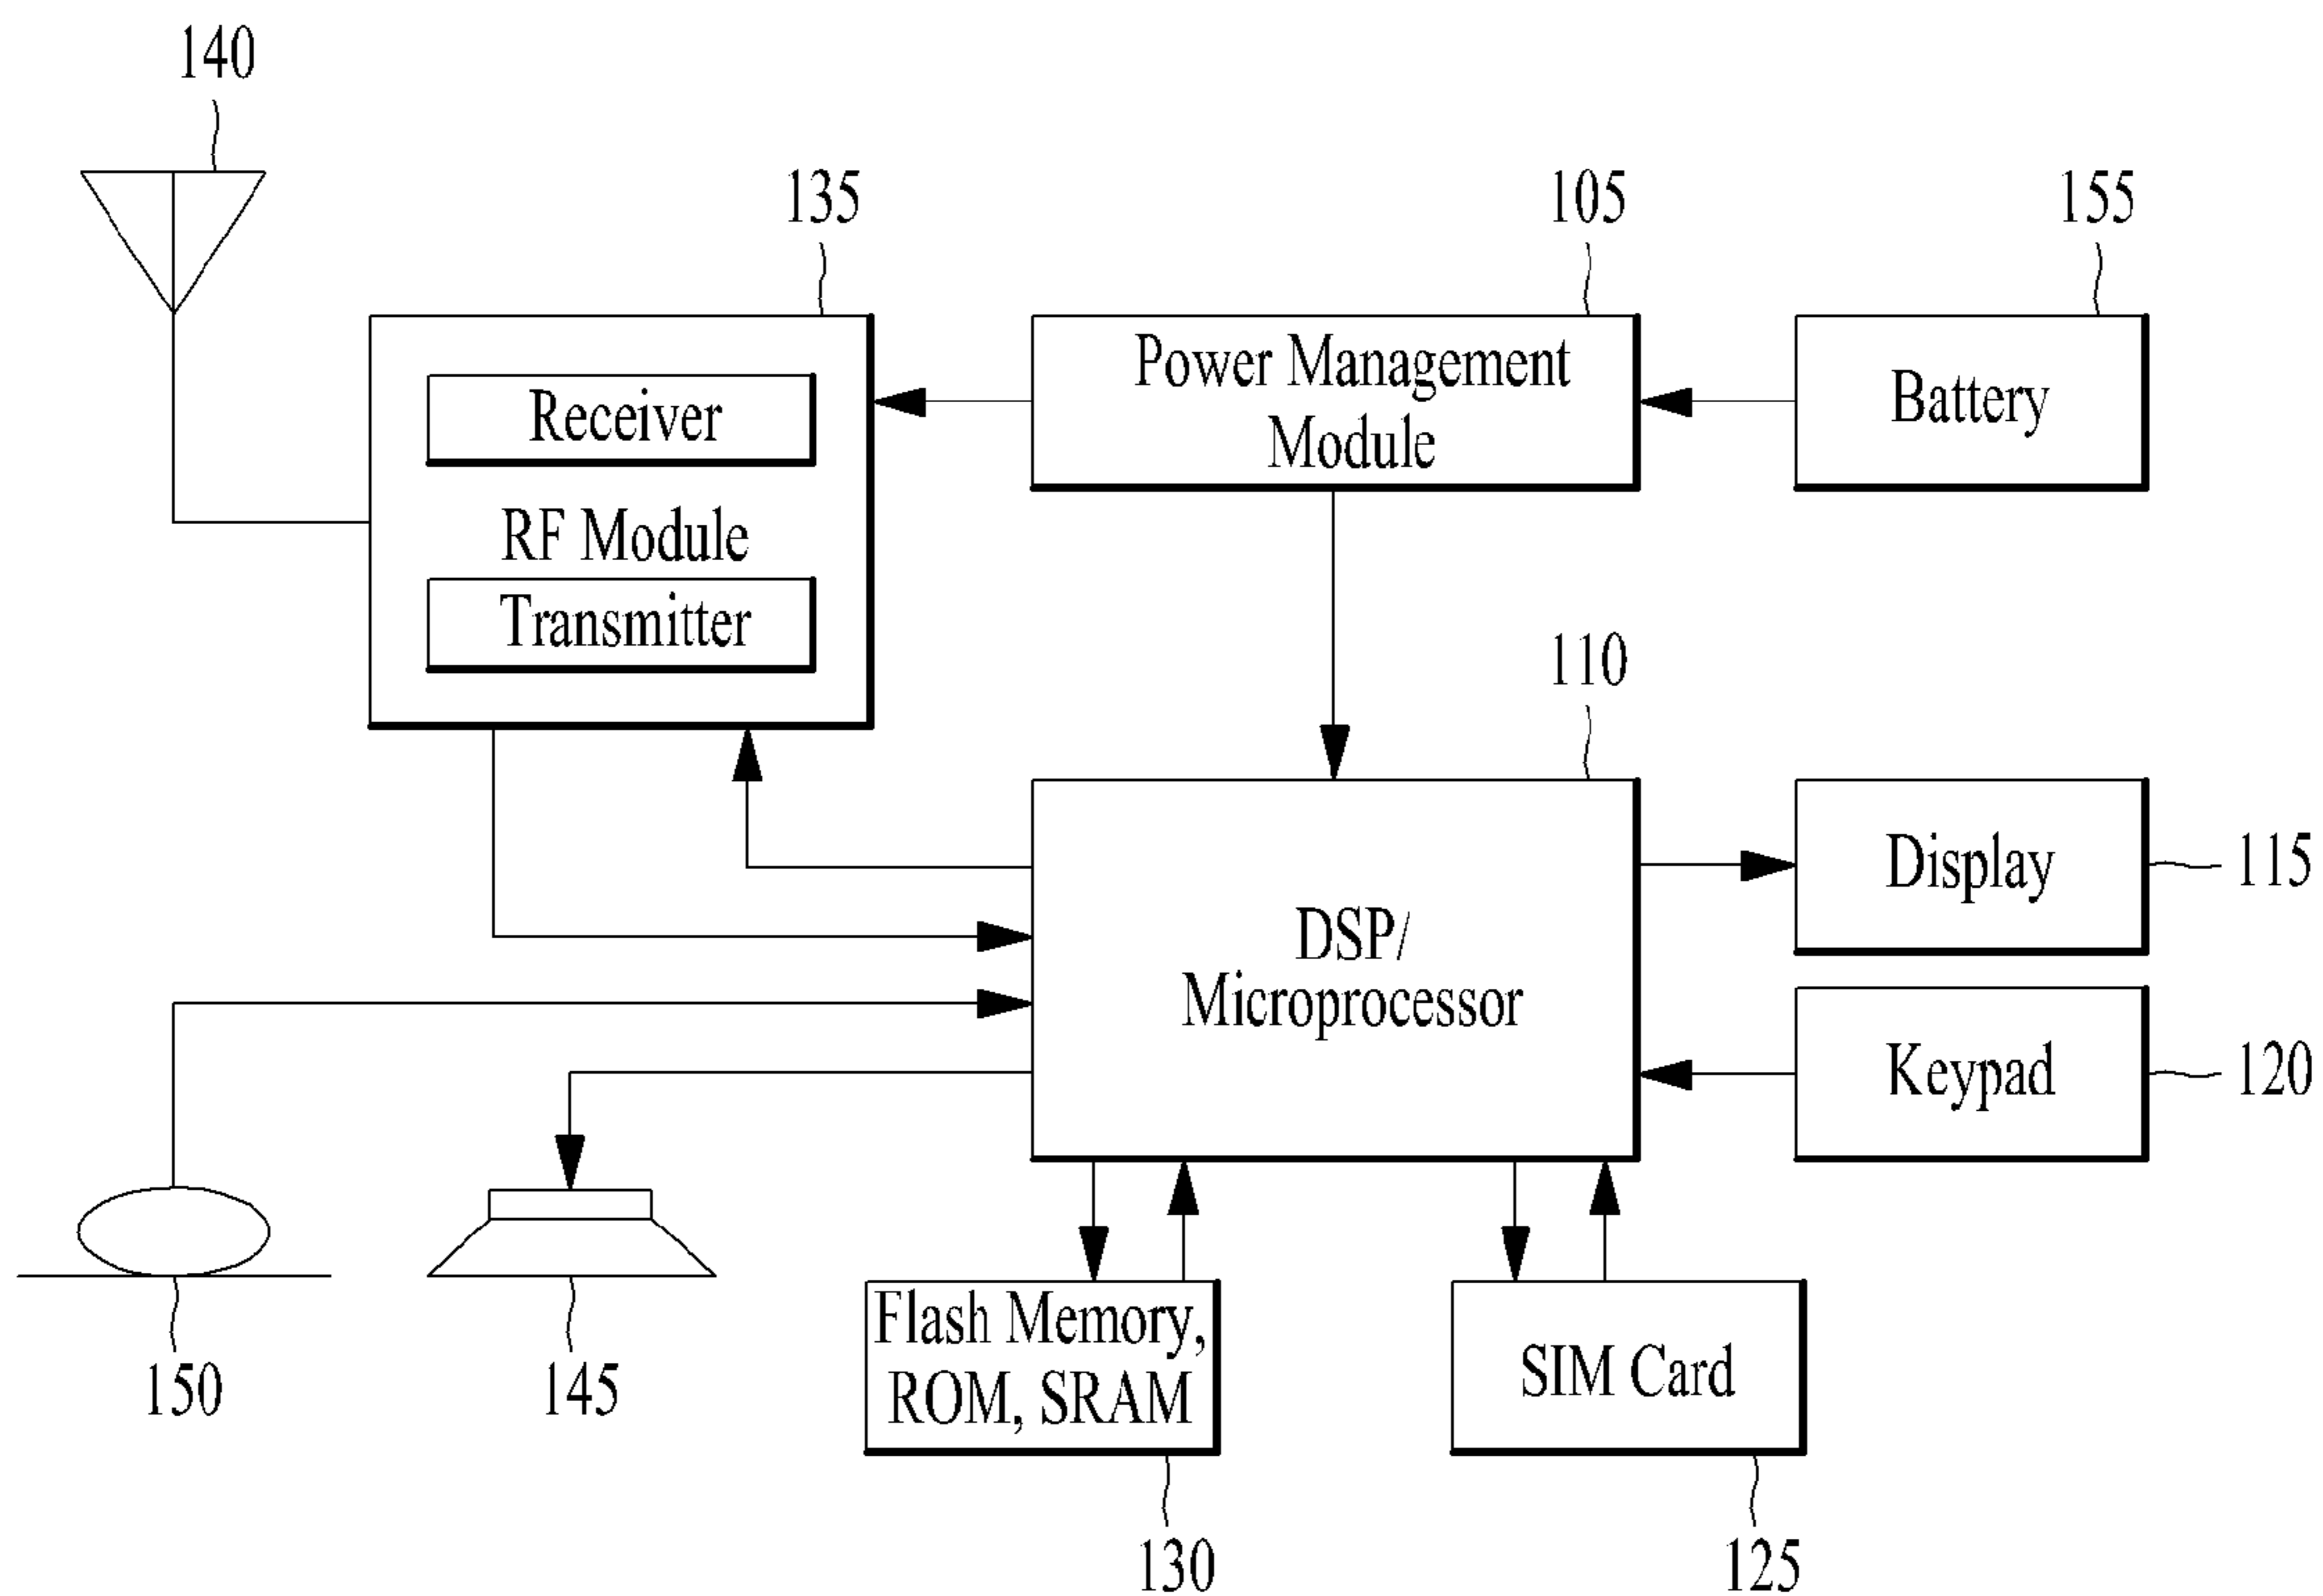 140
135
105
155
Receiver
RF Module
Transmitter
Power Management
Module
Battery
110
DSP/
Microprocessor
Display
115
Keypad
120
150
145
Flash Memory,
ROM, SRAM
SIM Card
130
125